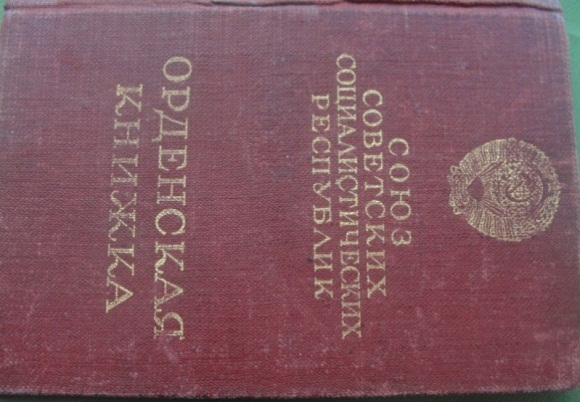 СОЮЗ
СОВЕТСКИХ
СОЦИАЛИСТИЧЕСКИХ
РЕСПУБЛИК
ОРДЕНСКАЯ
КНИЖКА